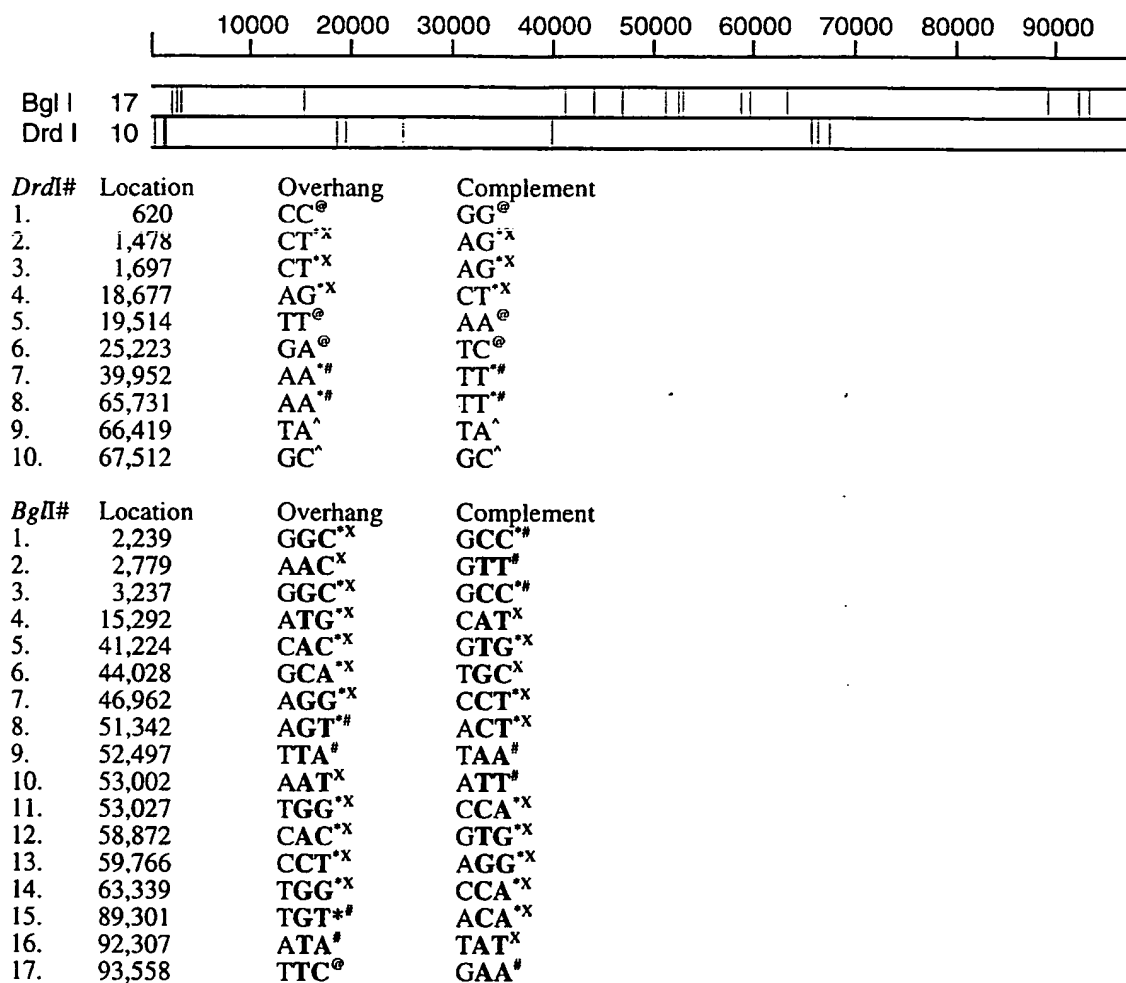 10000 20000 30000 40000 50000 60000 70000 80000 90000
Bgl I 17
Drd I 10
DrdI# Location Overhang Complement
1. 620 CC@ GG@
2. 1,478 CT*X AG*X
3. 1,697 CT*X AG*X
4. 18,677 AG*X CT*X
5. 19,514 TT@ AA@
6. 25,223 GA@ TC@
7. 39,952 AA*# TT*#
8. 65,731 AA*# TT*#
9. 66,419 TA^ TA^
10. 67,512 GC^ GC^
BglI# Location Overhang Complement
1. 2,239 GGC*X GCC*#
2. 2,779 AACX GTT#
3. 3,237 GGC*X GCC*#
4. 15,292 ATG*X CATX
5. 41,224 CAC*X GTG*X
6. 44,028 GCA*X TGCX
7. 46,962 AGG*X CCT*X
8. 51,342 AGT*# ACT*X
9. 52,497 TTA# TAA#
10. 53,002 AATX ATT#
11. 53,027 TGG*X CCA*X
12. 58,872 CAC*X GTG*X
13. 59,766 CCT*X AGG*X
14. 63,339 TGG*X CCA*X
15. 89,301 TGT*# ACA*X
16. 92,307 ATA# TATX
17. 93,558 TTC@ GAA#